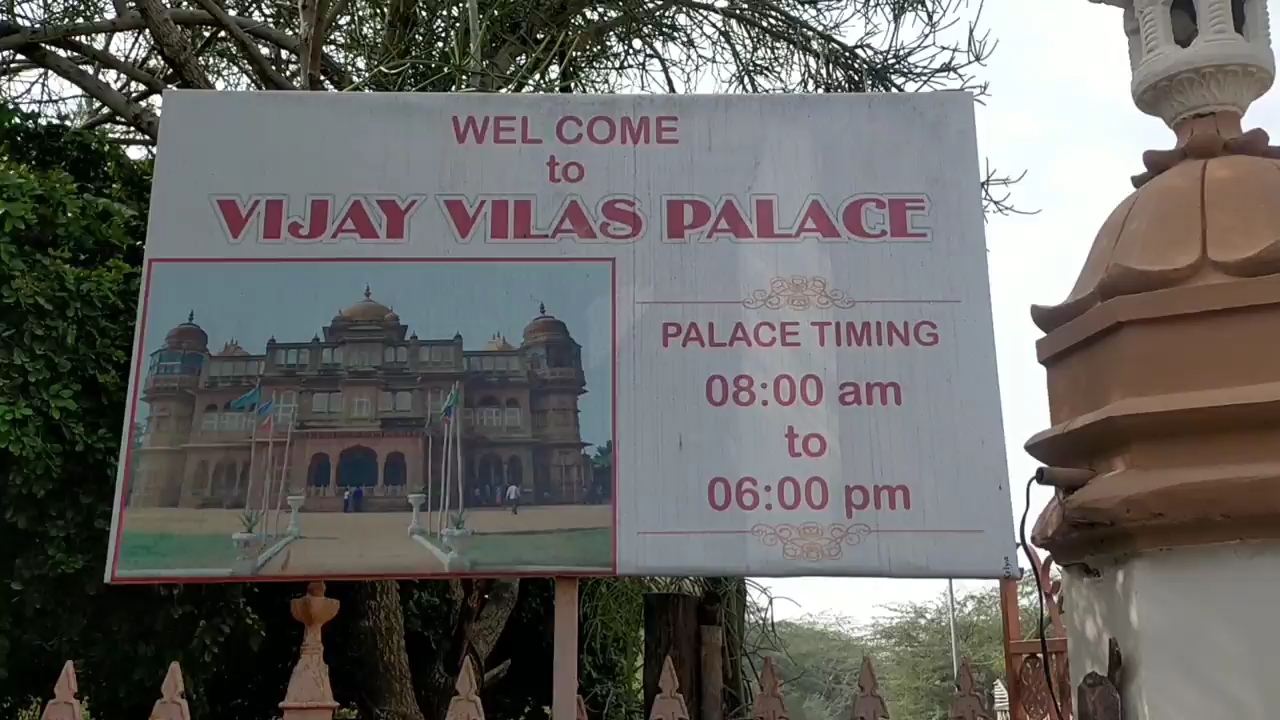 WEL COME
to
VIJAY VILAS PALACE
PALACE TIMING
08:00 am
to
06:00 pm